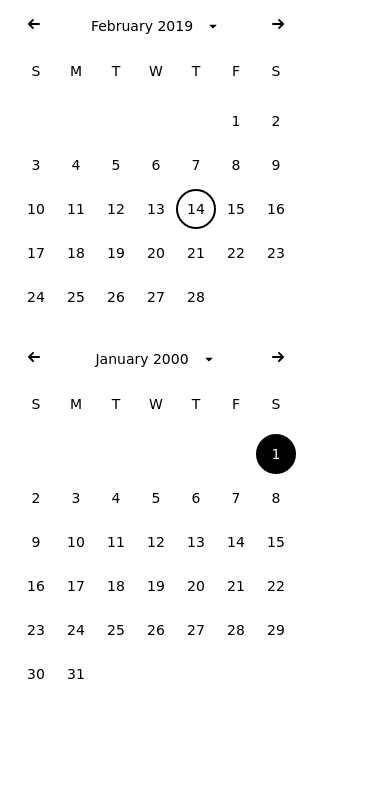 February 2019
S M T W T F S
1 2
3 4 5 6 7 8 9
10 11 12 13 14 15 16
17 18 19 20 21 22 23
24 25 26 27 28
January 2000
S M T W T F S
1
2 3 4 5 6 7 8
9 10 11 12 13 14 15
16 17 18 19 20 21 22
23 24 25 26 27 28 29
30 31